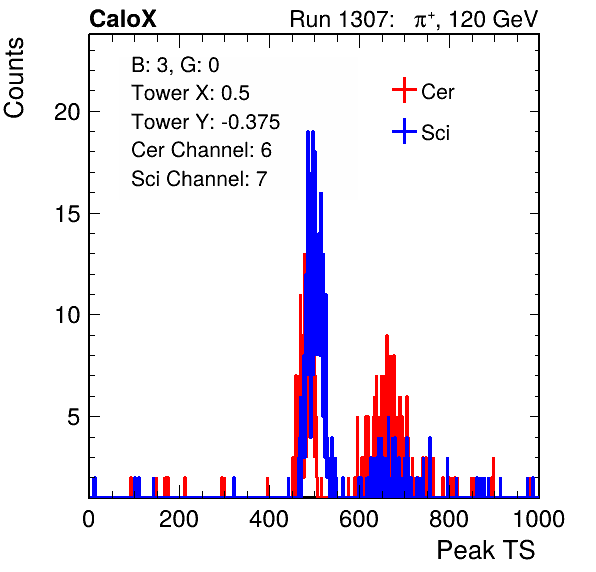 CaloX Run 1307: π⁺, 120 GeV
Counts
B: 3, G: 0
Tower X: 0.5
Tower Y: -0.375
Cer Channel: 6
Sci Channel: 7
Cer
Sci
20
15
10
5
0 200 400 600 800 1000
Peak TS